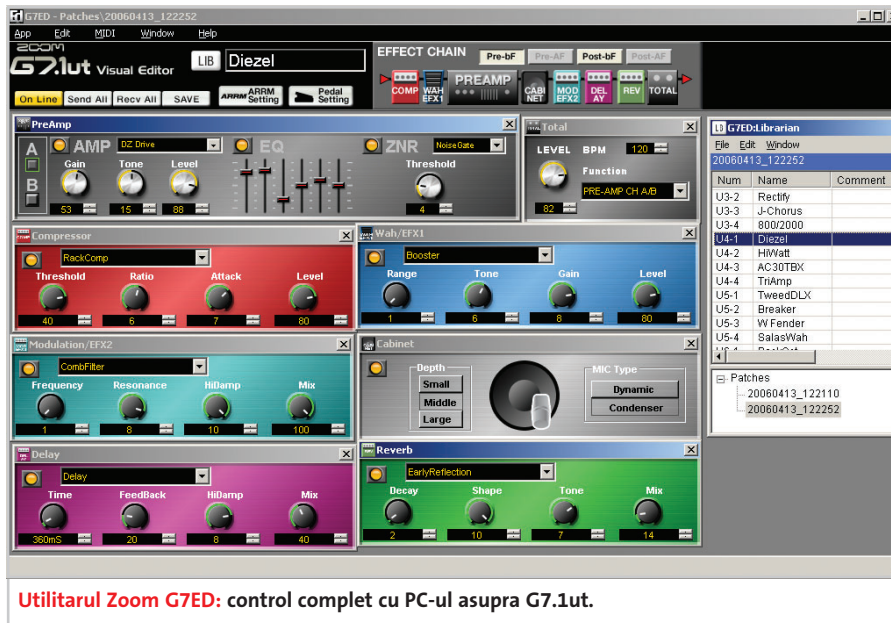 G7ED - Patches\20060413_122252
App Edit MIDI Window Help
ZOOM
G7.1ut Visual Editor
LIB Diezel
On Line Send All Recv All SAVE ARRM ARRM Setting Pedal Setting
EFFECT CHAIN Pre-bF Pre-AF Post-bF Post-AF
COMP WAH EFX1 PREAMP CABI NET MOD EFX2 DEL AY REV TOTAL
PreAmp
A AMP DZ Drive EQ ZNR NoiseGate
B Gain Tone Level Threshold
53 15 88 4
Total
LEVEL BPM 120
Function
PRE-AMP CH A/B
82
Compressor
RackComp
Threshold Ratio Attack Level
40 6 7 80
Wah/EFX1
Booster
Range Tone Gain Level
1 6 8 80
Modulation/EFX2
CombFilter
Frequency Resonance HiDamp Mix
1 8 10 100
Cabinet
Depth MIC Type
Small
Middle
Large
Dynamic
Condenser
Delay
Delay
Time FeedBack HiDamp Mix
360mS 20 8 40
Reverb
EarlyReflection
Decay Shape Tone Mix
2 10 7 14
LB G7ED:Librarian
File Edit Window
20060413_122252
Num Name Comment
U3-2 Rectify
U3-3 J-Chorus
U3-4 800/2000
U4-1 Diezel
U4-2 HiWatt
U4-3 AC30TBX
U4-4 TriAmp
U5-1 TweedDLX
U5-2 Breaker
U5-3 W Fender
U5-4 SalasWah
Patches
20060413_122110
20060413_122252
Utilitarul Zoom G7ED: control complet cu PC-ul asupra G7.1ut.